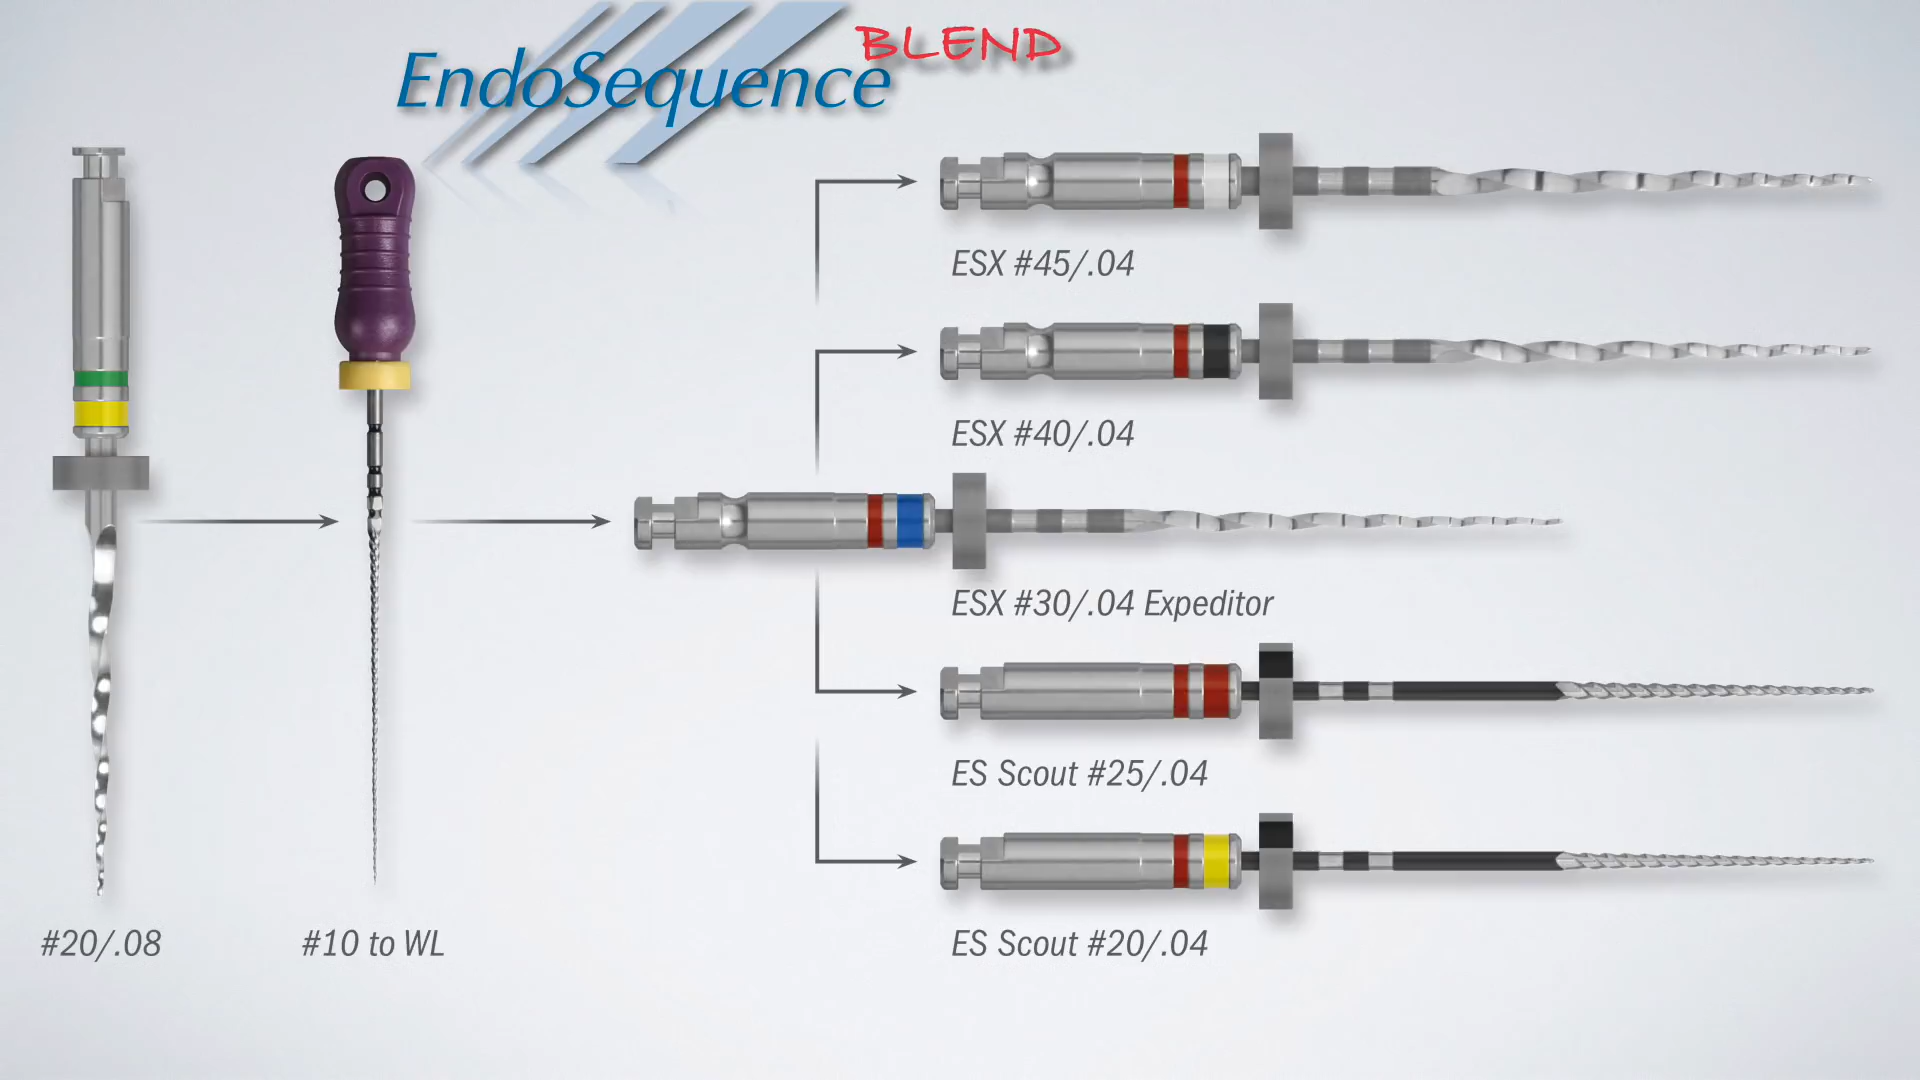 BLEND
EndoSequence
ESX #45/.04
ESX #40/.04
ESX #30/.04 Expeditor
ES Scout #25/.04
ES Scout #20/.04
#20/.08
#10 to WL